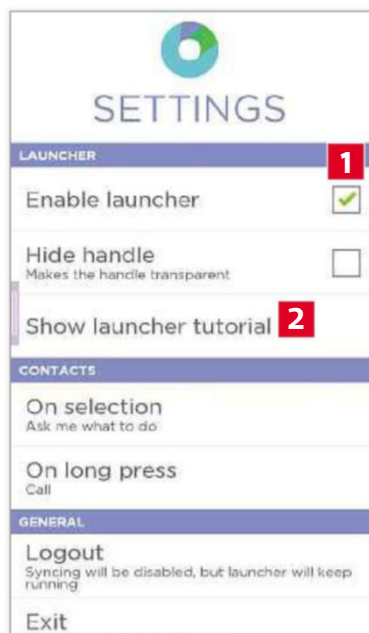 SETTINGS
LAUNCHER
1
Enable launcher
Hide handle
Makes the handle transparent
Show launcher tutorial 2
CONTACTS
On selection
Ask me what to do
On long press
Call
GENERAL
Logout
Syncing will be disabled, but launcher will keep
running
Exit